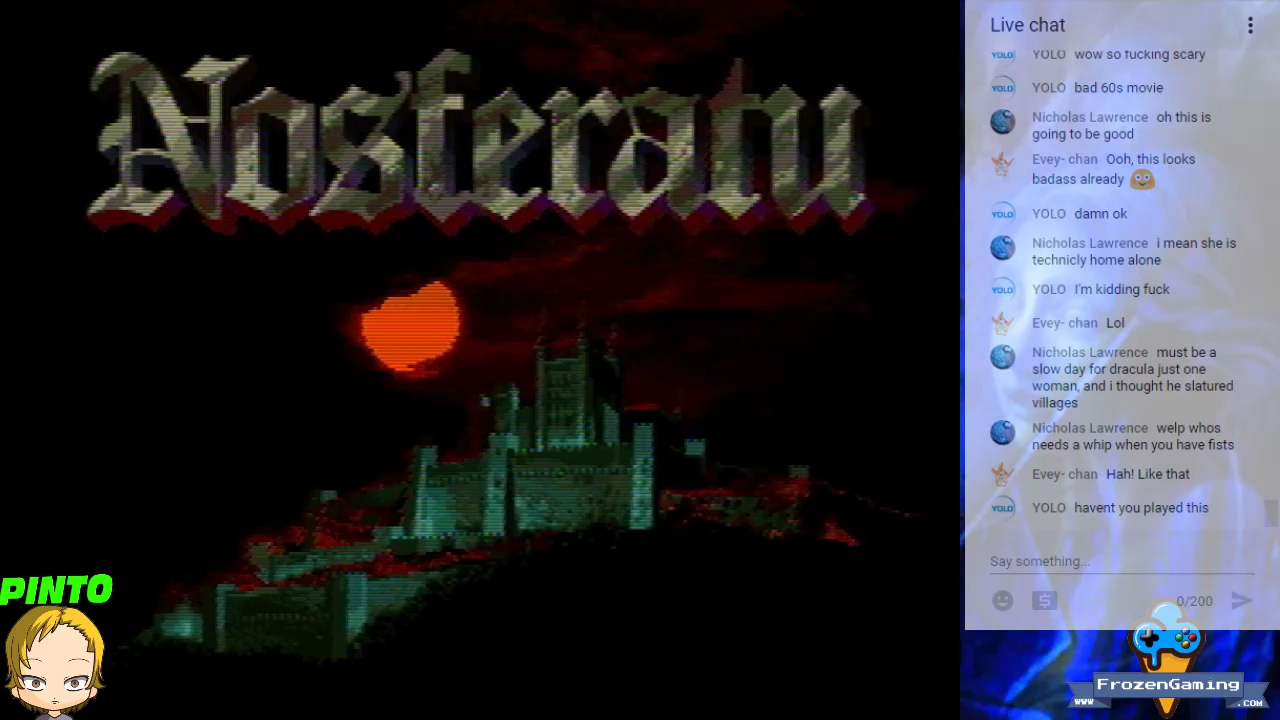 Nosferatu
PINTO
Live chat
YOLO wow so fucking scary
YOLO bad 60s movie
Nicholas Lawrence oh this is
going to be good
Evey- chan Ooh, this looks
badass already
YOLO damn ok
Nicholas Lawrence i mean she is
technicly home alone
YOLO I'm kidding fuck
Evey- chan Lol
Nicholas Lawrence must be a
slow day for dracula just one
woman, and i thought he slatured
villages
Nicholas Lawrence welp whos
needs a whip when you have fists
Evey- chan Hah! Like that
YOLO havent you played this
Say something...
0/200
FrozenGaming
WWW .COM